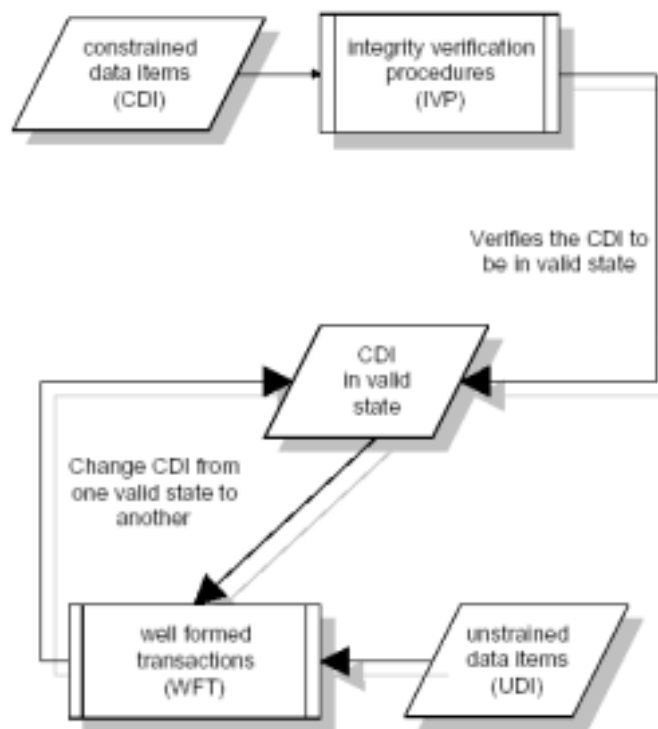 constrained
data items
(CDI)
integrity verification
procedures
(IVP)
Verifies the CDI to
be in valid state
CDI
in valid
state
Change CDI from
one valid state to
another
well formed
transactions
(WFT)
unstrained
data items
(UDI)